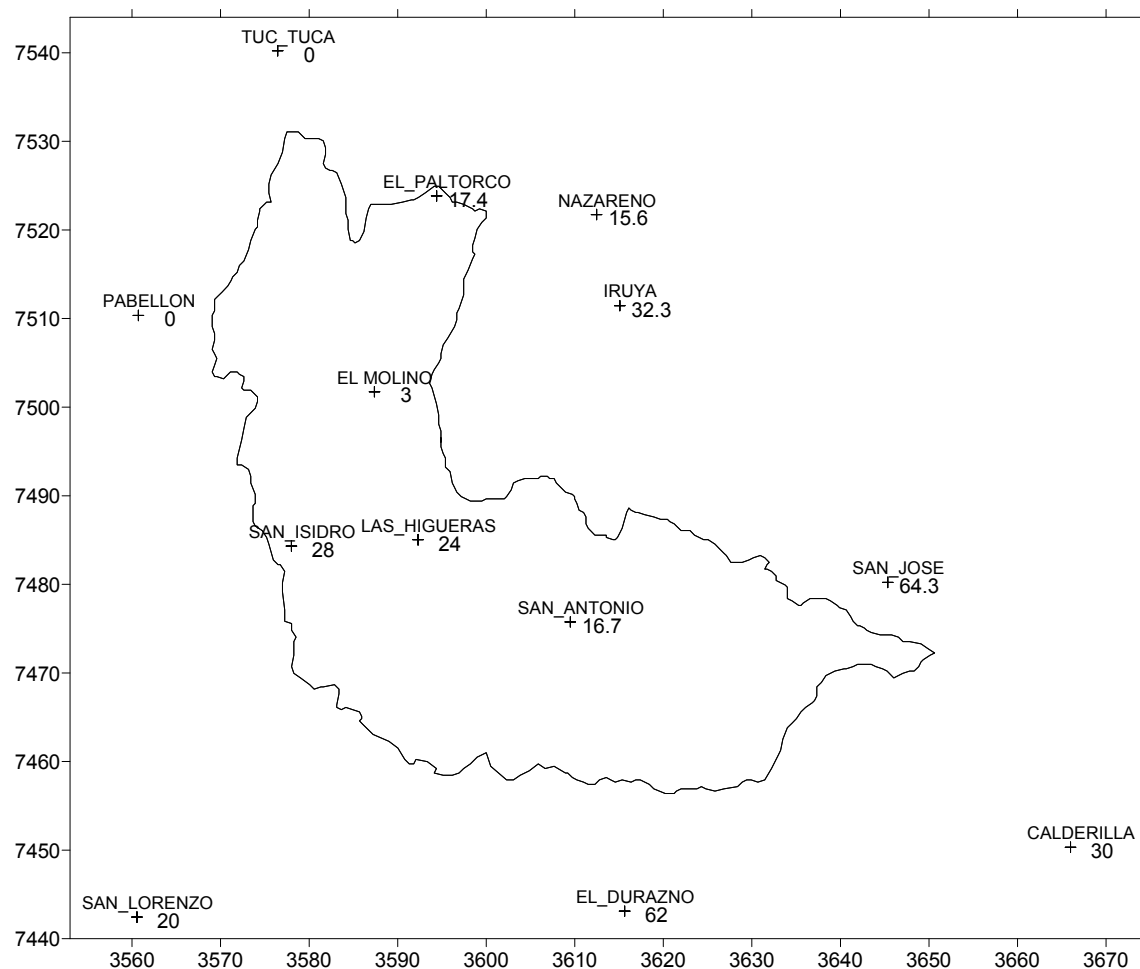 TUC_TUCA
7540
0
7530
EL_PALTORCO
17.4
NAZARENO
15.6
7520
IRUYA
32.3
PABELLON
0
7510
EL MOLINO
3
7500
7490
SAN_ISIDRO
28
LAS_HIGUERAS
24
SAN_JOSE
64.3
7480
SAN_ANTONIO
16.7
7470
7460
CALDERILLA
30
7450
SAN_LORENZO
20
EL_DURAZNO
62
7440
3560 3570 3580 3590 3600 3610 3620 3630 3640 3650 3660 3670